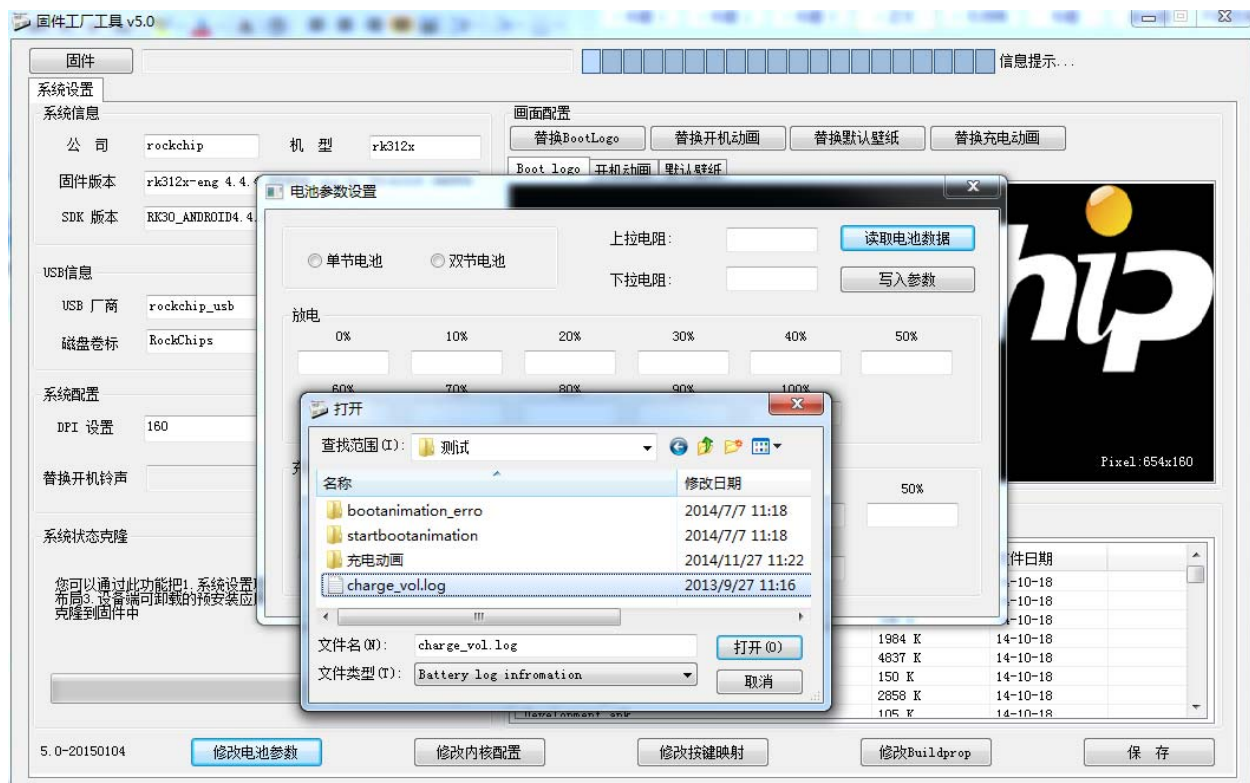 固件工厂工具 v5.0
固件
信息提示...
系统设置
系统信息
公 司 rockchip 机 型 rk312x
固件版本 rk312x-eng 4.4.
SDK 版本 RK30_ANDROID4.4.
USB信息
USB 厂商 rockchip_usb
磁盘卷标 RockChips
系统配置
DPI 设置 160
替换开机铃声
系统状态克隆
您可以通过此功能把1.系统设置
布局3.设备端可卸载的预安装应
克隆到固件中
画面配置
替换BootLogo 替换开机动画 替换默认壁纸 替换充电动画
Boot logo 开机动画 默认壁纸
hip
Pixel:654x160
电池参数设置
单节电池 双节电池
上拉电阻: 读取电池数据
下拉电阻: 写入参数
放电
0% 10% 20% 30% 40% 50%
60% 70% 80% 90% 100%
50%
打开
查找范围(I): 测试
名称 修改日期
bootanimation_erro 2014/7/7 11:18
startbootanimation 2014/7/7 11:18
充电动画 2014/11/27 11:22
charge_vol.log 2013/9/27 11:16
文件名(N): charge_vol.log 打开(O)
文件类型(T): Battery log infromation 取消
件日期
-10-18
-10-18
4-10-18
1984 K 14-10-18
4837 K 14-10-18
150 K 14-10-18
2858 K 14-10-18
Development.apk 105 K 14-10-18
5.0-20150104 修改电池参数 修改内核配置 修改按键映射 修改Buildprop 保 存